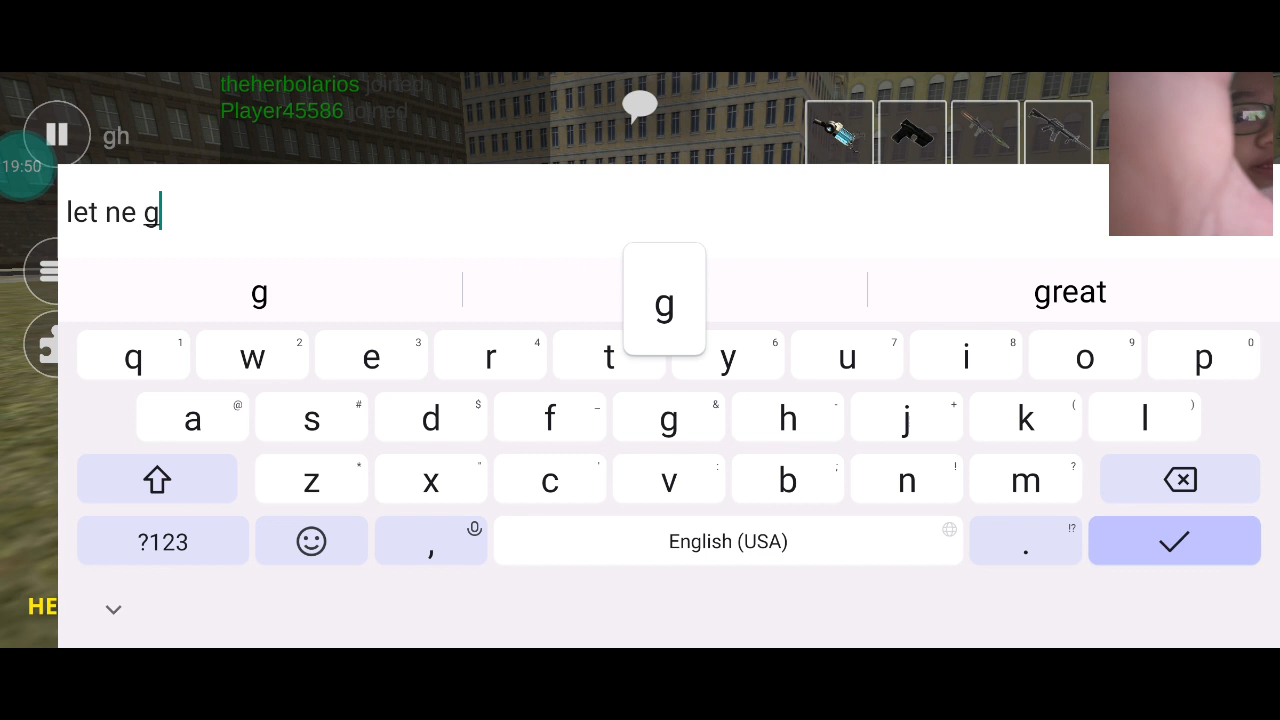 theherbolarios joined
Player45586 joined
gh
19:50
let ne g
g
g
great
q 1 w 2 e 3 r 4 t y 6 u 7 i 8 o 9 p 0
a @ s # d $ f _ g & h - j + k ( l )
z * x " c ' v : b ; n ! m ?
?123 , English (USA) . !?
HE